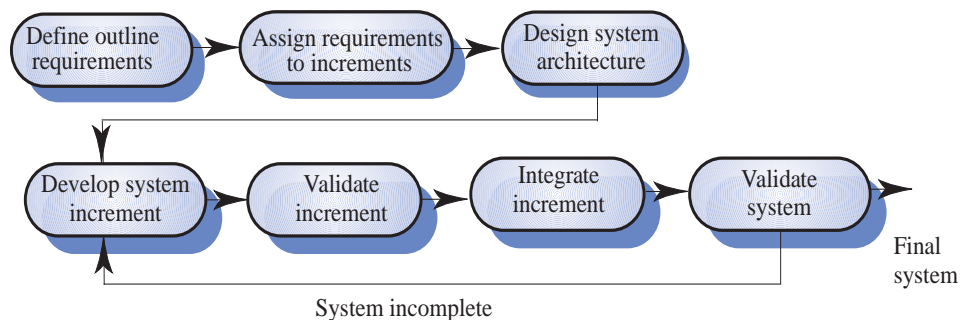 Define outline
requirements
Assign requirements
to increments
Design system
architecture
Develop system
increment
Validate
increment
Integrate
increment
Validate
system
Final
system
System incomplete